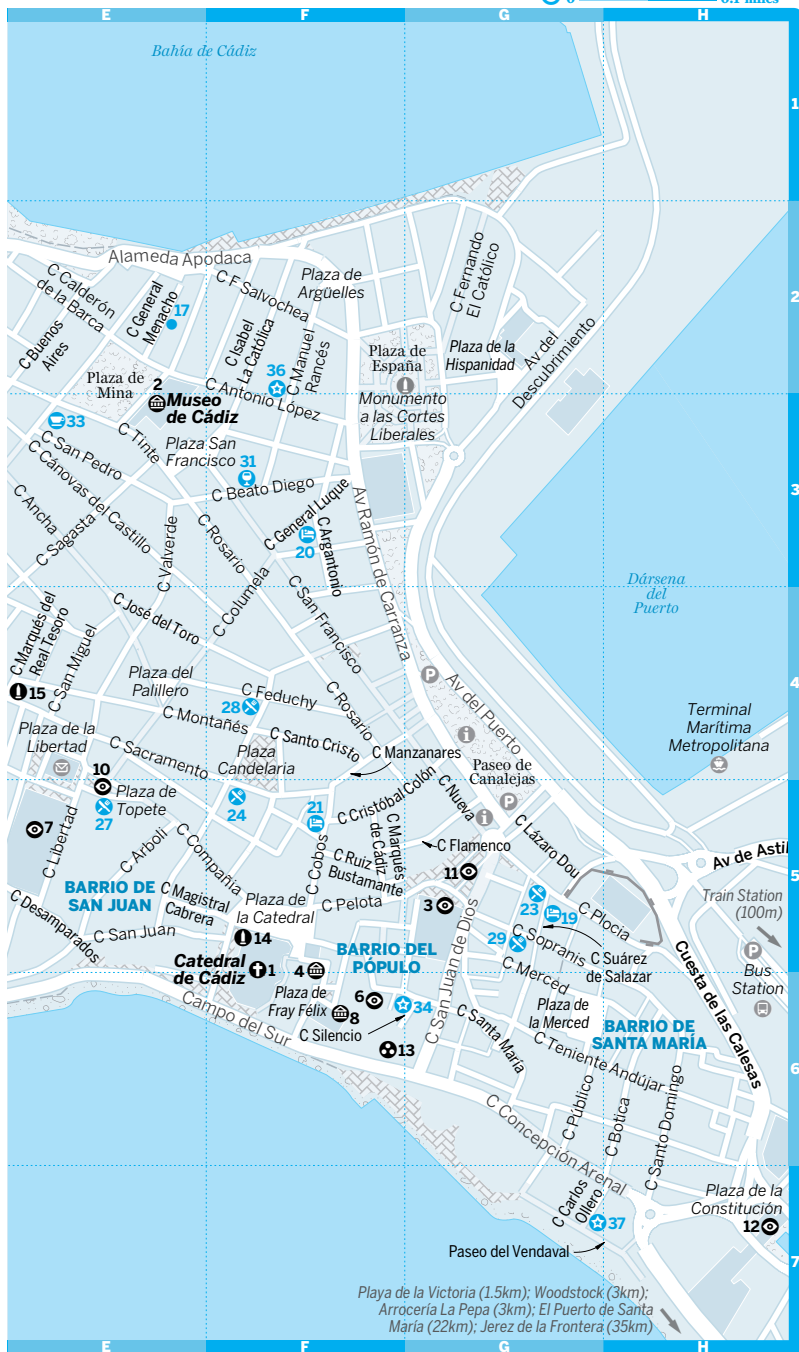 0 0.1 miles
E
F
G
H
Bahía de Cádiz
1
Alameda Apodaca
C Calderón
de la Barca
C General
Menacho
17
C F Salvochea
Plaza de
Argüelles
C Fernando
El Católico
2
C Buenos
Aires
C Isabel
La Católica
36
C Manuel
Rancés
Plaza de
España
Plaza de la
Hispanidad
Av del
Descubrimiento
Plaza de
Mina
2
Museo
de Cádiz
C Antonio López
Monumento
a las Cortes
Liberales
33
C Tinte
Plaza San
Francisco
31
C San Pedro
C Cánovas del Castillo
C Beato Diego
3
C Ancha
C Sagasta
C Valverde
C Rosario
C General Luque
20
C Argantonio
Av Ramón de Carranza
Dársena
del
Puerto
C Columela
C San Francisco
C José del Toro
C Marqués del
Real Tesoro
C San Miguel
15
Plaza del
Palillero
28
C Feduchy
C Rosario
Av del Puerto
4
C Montañés
C Santo Cristo
Terminal
Marítima
Metropolitana
Plaza de la
Libertad
C Sacramento
Plaza
Candelaria
C Manzanares
Paseo de
Canalejas
10
Plaza de
Topete
27
24
21
C Cristóbal Colón
C Nueva
7
C Libertad
C Arboli
C Compañía
C Cobos
C Ruiz
Bustamante
C Marqués
de Cádiz
C Flamenco
C Lázaro Dou
Av de Astil
5
11
BARRIO DE
SAN JUAN
C Magistral
Cabrera
Plaza de
la Catedral
C Pelota
3
23
19
C Plocia
Train Station
(100m)
C Desamparados
C San Juan
14
29
C Sopranis
C Suárez
de Salazar
Catedral
de Cádiz
1
4
BARRIO DEL
PÓPULO
C San Juan de Dios
C Merced
Cuesta de las Calesas
Bus
Station
Plaza de
Fray Félix
8
6
34
Plaza de
la Merced
BARRIO DE
SANTA MARÍA
Campo del Sur
C Silencio
13
C Santa María
C Teniente Andújar
6
C Concepción Arenal
C Público
C Botica
C Santo Domingo
C Carlos
Ollero
37
Plaza de la
Constitución
12
Paseo del Vendaval
7
Playa de la Victoria (1.5km); Woodstock (3km);
Arrocería La Pepa (3km); El Puerto de Santa
María (22km); Jerez de la Frontera (35km)
E
F
G
H